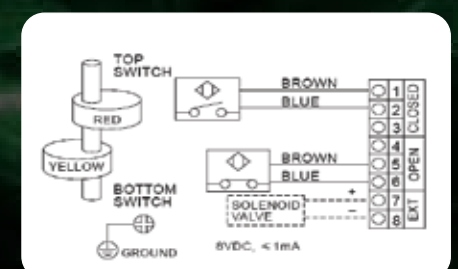 TOP
SWITCH
RED
YELLOW
BOTTOM
SWITCH
GROUND
BROWN
BLUE
BROWN
BLUE
SOLENOID
VALVE
+
−
1
2
3
4
5
6
7
8
CLOSED
OPEN
EXT
8VDC, < 1mA